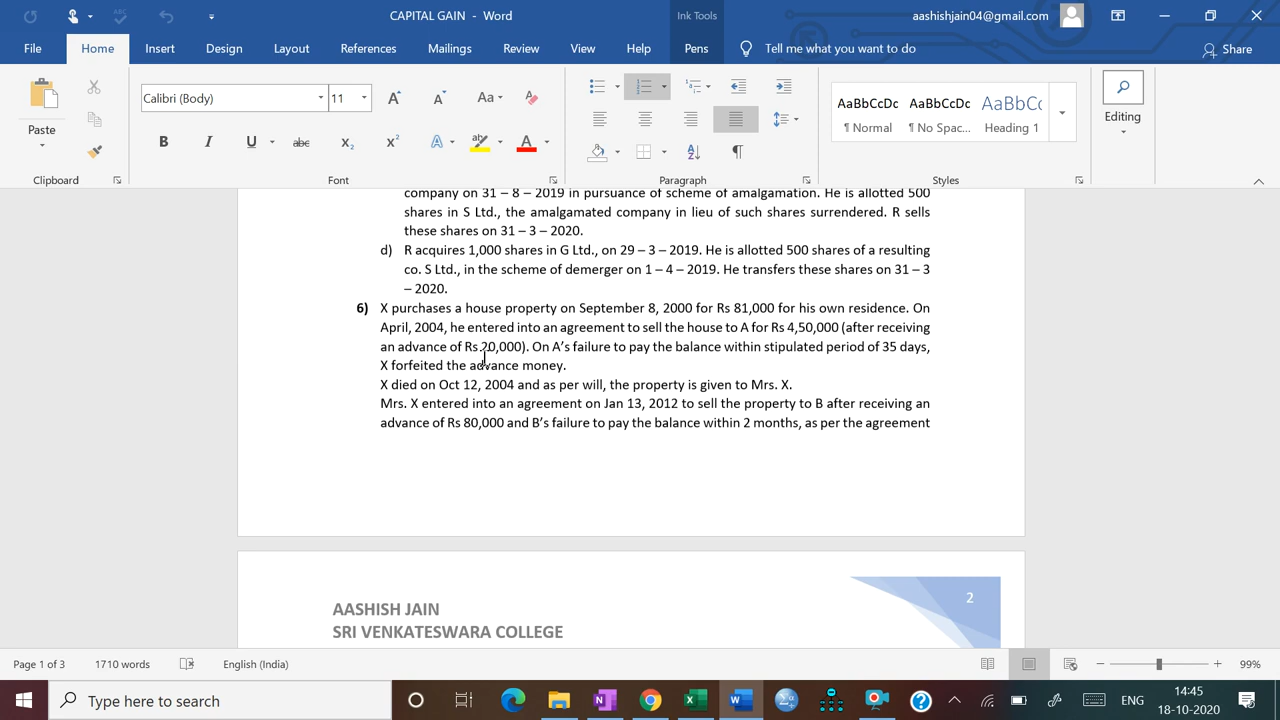 CAPITAL GAIN - Word
Ink Tools
aashishjain04@gmail.com
File
Home
Insert
Design
Layout
References
Mailings
Review
View
Help
Pens
Tell me what you want to do
Share
Paste
Clipboard
Calibri (Body)
11
Aa
B I U abc X₂ X² A A
Font
Paragraph
AaBbCcDc AaBbCcDc AaBbCc
¶ Normal ¶ No Spac... Heading 1
Styles
Editing
company on 31 – 8 – 2019 in pursuance of scheme of amalgamation. He is allotted 500
shares in S Ltd., the amalgamated company in lieu of such shares surrendered. R sells
these shares on 31 – 3 – 2020.
d) R acquires 1,000 shares in G Ltd., on 29 – 3 – 2019. He is allotted 500 shares of a resulting
co. S Ltd., in the scheme of demerger on 1 – 4 – 2019. He transfers these shares on 31 – 3
– 2020.
6) X purchases a house property on September 8, 2000 for Rs 81,000 for his own residence. On
April, 2004, he entered into an agreement to sell the house to A for Rs 4,50,000 (after receiving
an advance of Rs 20,000). On A’s failure to pay the balance within stipulated period of 35 days,
X forfeited the advance money.
X died on Oct 12, 2004 and as per will, the property is given to Mrs. X.
Mrs. X entered into an agreement on Jan 13, 2012 to sell the property to B after receiving an
advance of Rs 80,000 and B’s failure to pay the balance within 2 months, as per the agreement
2
AASHISH JAIN
SRI VENKATESWARA COLLEGE
Page 1 of 3
1710 words
English (India)
99%
Type here to search
ENG
14:45
18-10-2020